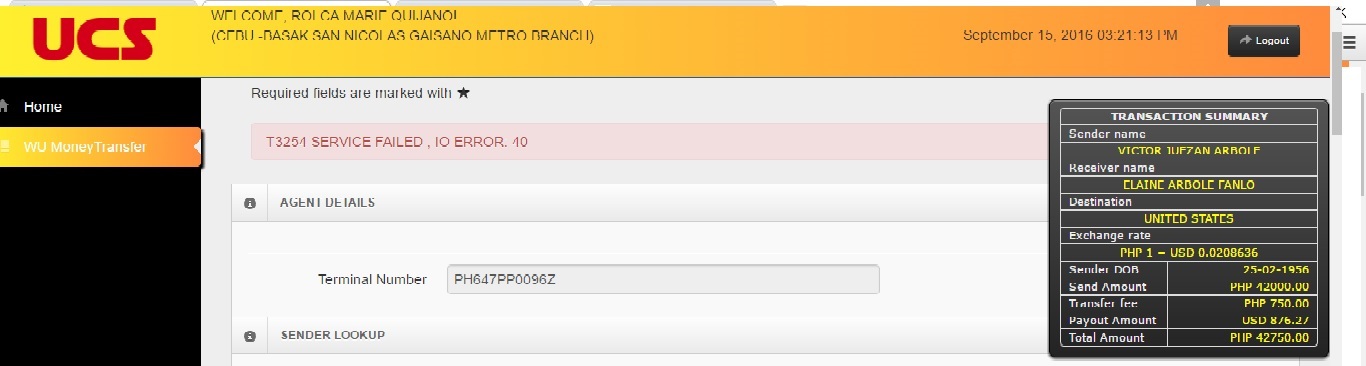 UCS
WELCOME, ROLCA MARIE QUIJANO!
(CEBU -BASAK SAN NICOLAS GAISANO METRO BRANCH)
September 15, 2016 03:21:13 PM
Logout
Home
WU MoneyTransfer
Required fields are marked with ★
T3254 SERVICE FAILED , IO ERROR. 40
AGENT DETAILS
Terminal Number
PH647PP0096Z
SENDER LOOKUP
TRANSACTION SUMMARY
Sender name
VICTOR JUEZAN ARBOLE
Receiver name
ELAINE ARBOLE FANLO
Destination
UNITED STATES
Exchange rate
PHP 1 = USD 0.0208636
Sender DOB 25-02-1956
Send Amount PHP 42000.00
Transfer fee PHP 750.00
Payout Amount USD 876.27
Total Amount PHP 42750.00